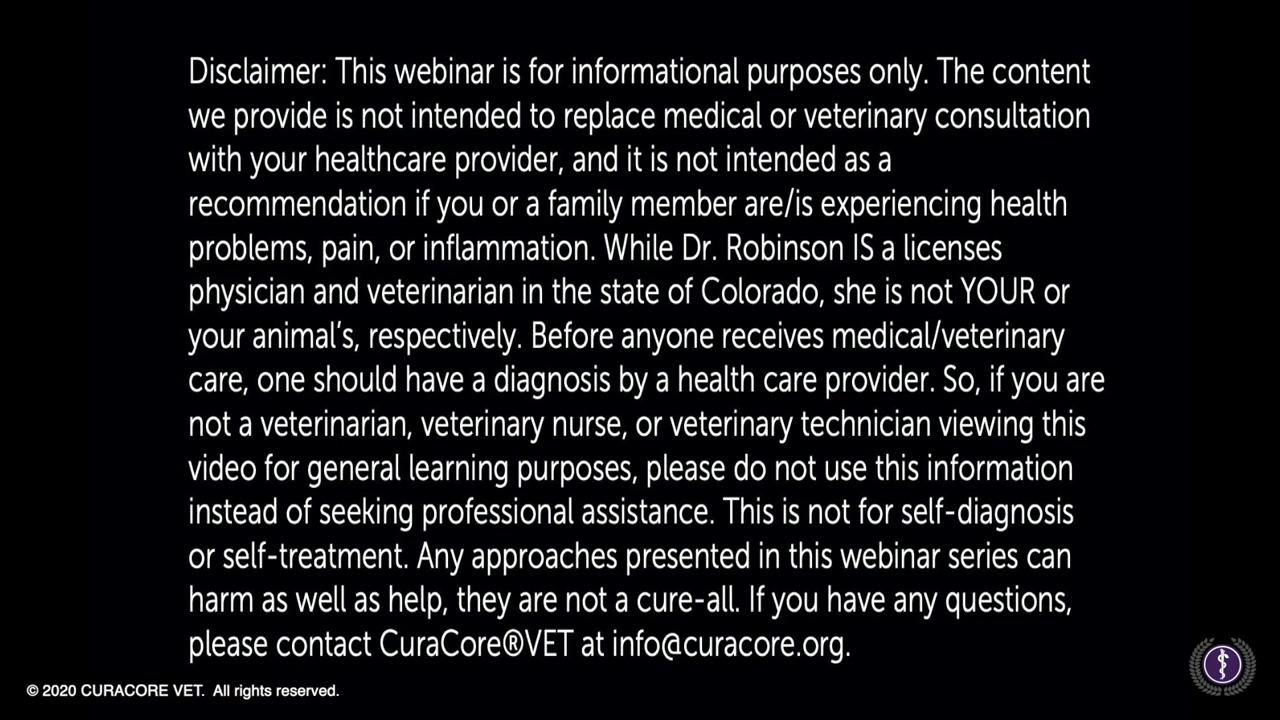 Disclaimer: This webinar is for informational purposes only. The content
we provide is not intended to replace medical or veterinary consultation
with your healthcare provider, and it is not intended as a
recommendation if you or a family member are/is experiencing health
problems, pain, or inflammation. While Dr. Robinson IS a licenses
physician and veterinarian in the state of Colorado, she is not YOUR or
your animal’s, respectively. Before anyone receives medical/veterinary
care, one should have a diagnosis by a health care provider. So, if you are
not a veterinarian, veterinary nurse, or veterinary technician viewing this
video for general learning purposes, please do not use this information
instead of seeking professional assistance. This is not for self-diagnosis
or self-treatment. Any approaches presented in this webinar series can
harm as well as help, they are not a cure-all. If you have any questions,
please contact CuraCore®VET at info@curacore.org.
© 2020 CURACORE VET. All rights reserved.